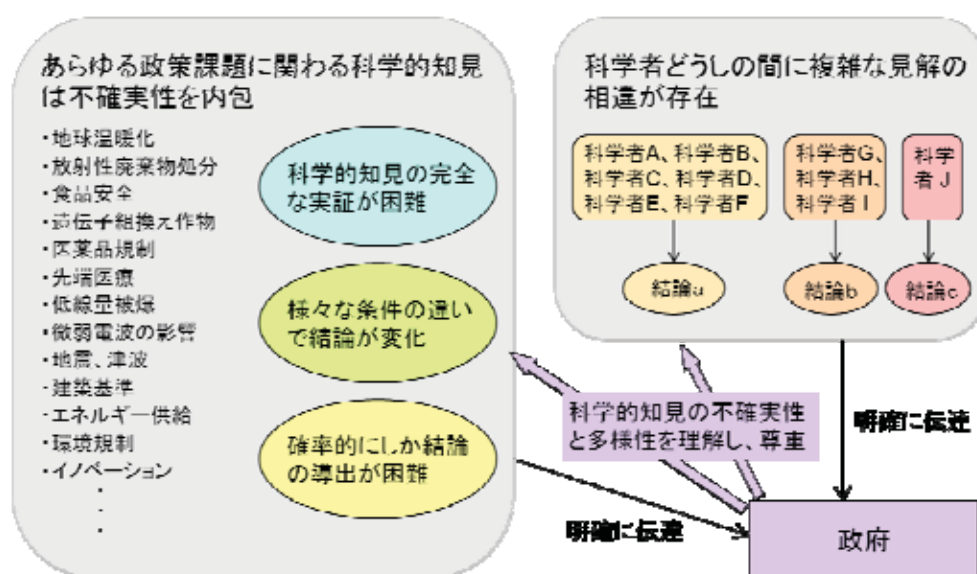 あらゆる政策課題に関わる科学的知見
は不確実性を内包
・地球温暖化
・放射性廃棄物処分
・食品安全
・遺伝子組換え作物
・医薬品規制
・先端医療
・低線量被爆
・微弱電波の影響
・地震、津波
・建築基準
・エネルギー供給
・環境規制
・イノベーション
・
・
・
科学的知見の完全
な実証が困難
様々な条件の違い
で結論が変化
確率的にしか結論
の導出が困難
科学者どうしの間に複雑な見解の
相違が存在
科学者A、科学者B、
科学者C、科学者D、
科学者E、科学者F
科学者G、
科学者H、
科学者I
科学
者J
結論a
結論b
結論c
科学的知見の不確実性
と多様性を理解し、尊重
明確に伝達
明確に伝達
政府